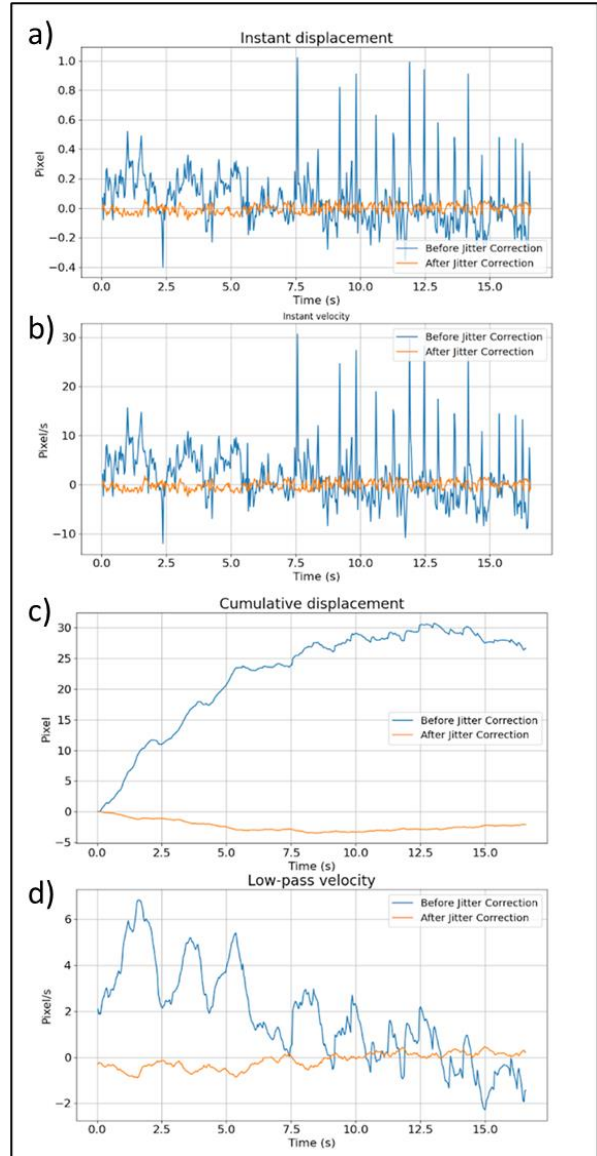 a)
Instant displacement
Pixel
1.0
0.8
0.6
0.4
0.2
0.0
−0.2
−0.4
Before Jitter Correction
After Jitter Correction
0.0 2.5 5.0 7.5 10.0 12.5 15.0
Time (s)
b)
Instant velocity
Pixel/s
30
20
10
0
−10
Before Jitter Correction
After Jitter Correction
0.0 2.5 5.0 7.5 10.0 12.5 15.0
Time (s)
c)
Cumulative displacement
Pixel
30
25
20
15
10
5
0
−5
Before Jitter Correction
After Jitter Correction
0.0 2.5 5.0 7.5 10.0 12.5 15.0
Time (s)
d)
Low-pass velocity
Pixel/s
6
4
2
0
−2
Before Jitter Correction
After Jitter Correction
0.0 2.5 5.0 7.5 10.0 12.5 15.0
Time (s)